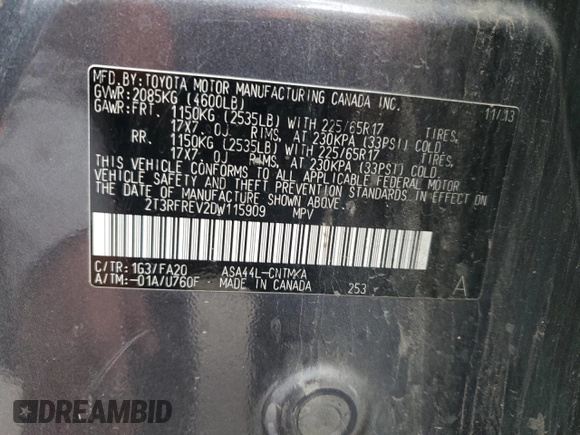 MFD.BY:TOYOTA MOTOR MANUFACTURING CANADA INC.
GVWR:2085KG (4600LB) 11/13
GAWR:FRT. 1150KG (2535LB) WITH 225/65R17 TIRES,
17X7. 0J RIMS, AT 230KPA (33PSI) COLD.
RR. 1150KG (2535LB) WITH 225/65R17 TIRES,
17X7. 0J RIMS, AT 230KPA (33PSI) COLD.
THIS VEHICLE CONFORMS TO ALL APPLICABLE FEDERAL MOTOR
VEHICLE SAFETY AND THEFT PREVENTION STANDARDS IN EFFECT ON
THE DATE OF MANUFACTURE SHOWN ABOVE.
2T3RFREV2DW115909 MPV
C/TR:1G3/FA20 ASA44L-CNTMKA
A/TM:-01A/U760F MADE IN CANADA 253 A
DREAMBID